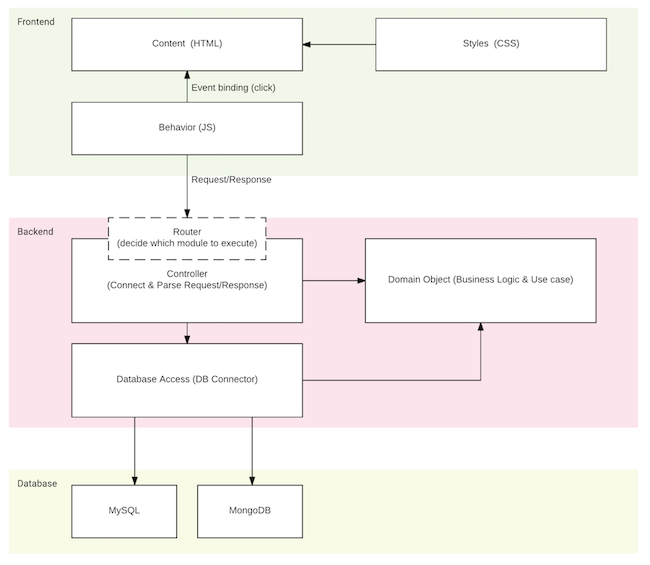 Frontend
Content  (HTML)
Styles  (CSS)
Event binding (click)
Behavior (JS)
Request/Response
Backend
Router
(decide which module to execute)
Controller
(Connect & Parse Request/Response)
Domain Object (Business Logic & Use case)
Database Access (DB Connector)
Database
MySQL
MongoDB